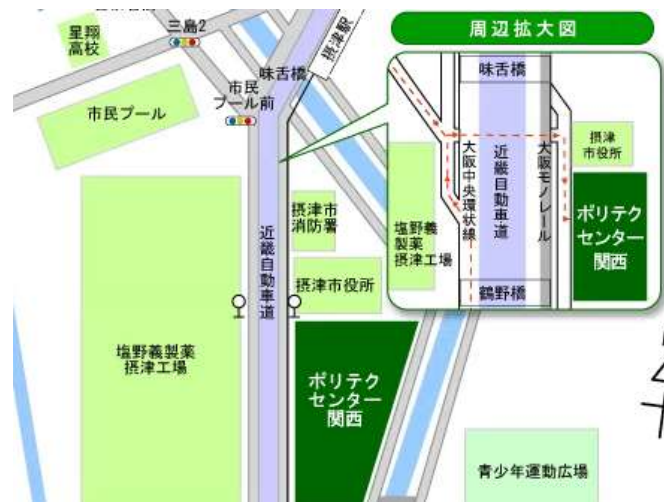 星翔
高校
三島2
味舌橋
摂津駅
市民
プール前
市民プール
周辺拡大図
味舌橋
大阪中央環状線
近畿自動車道
大阪モノレール
摂津
市役所
塩野義
製薬
摂津工場
ポリテク
センター
関西
鶴野橋
摂津市
消防署
近畿自動車道
摂津市役所
塩野義製薬
摂津工場
ポリテク
センター
関西
青少年運動広場